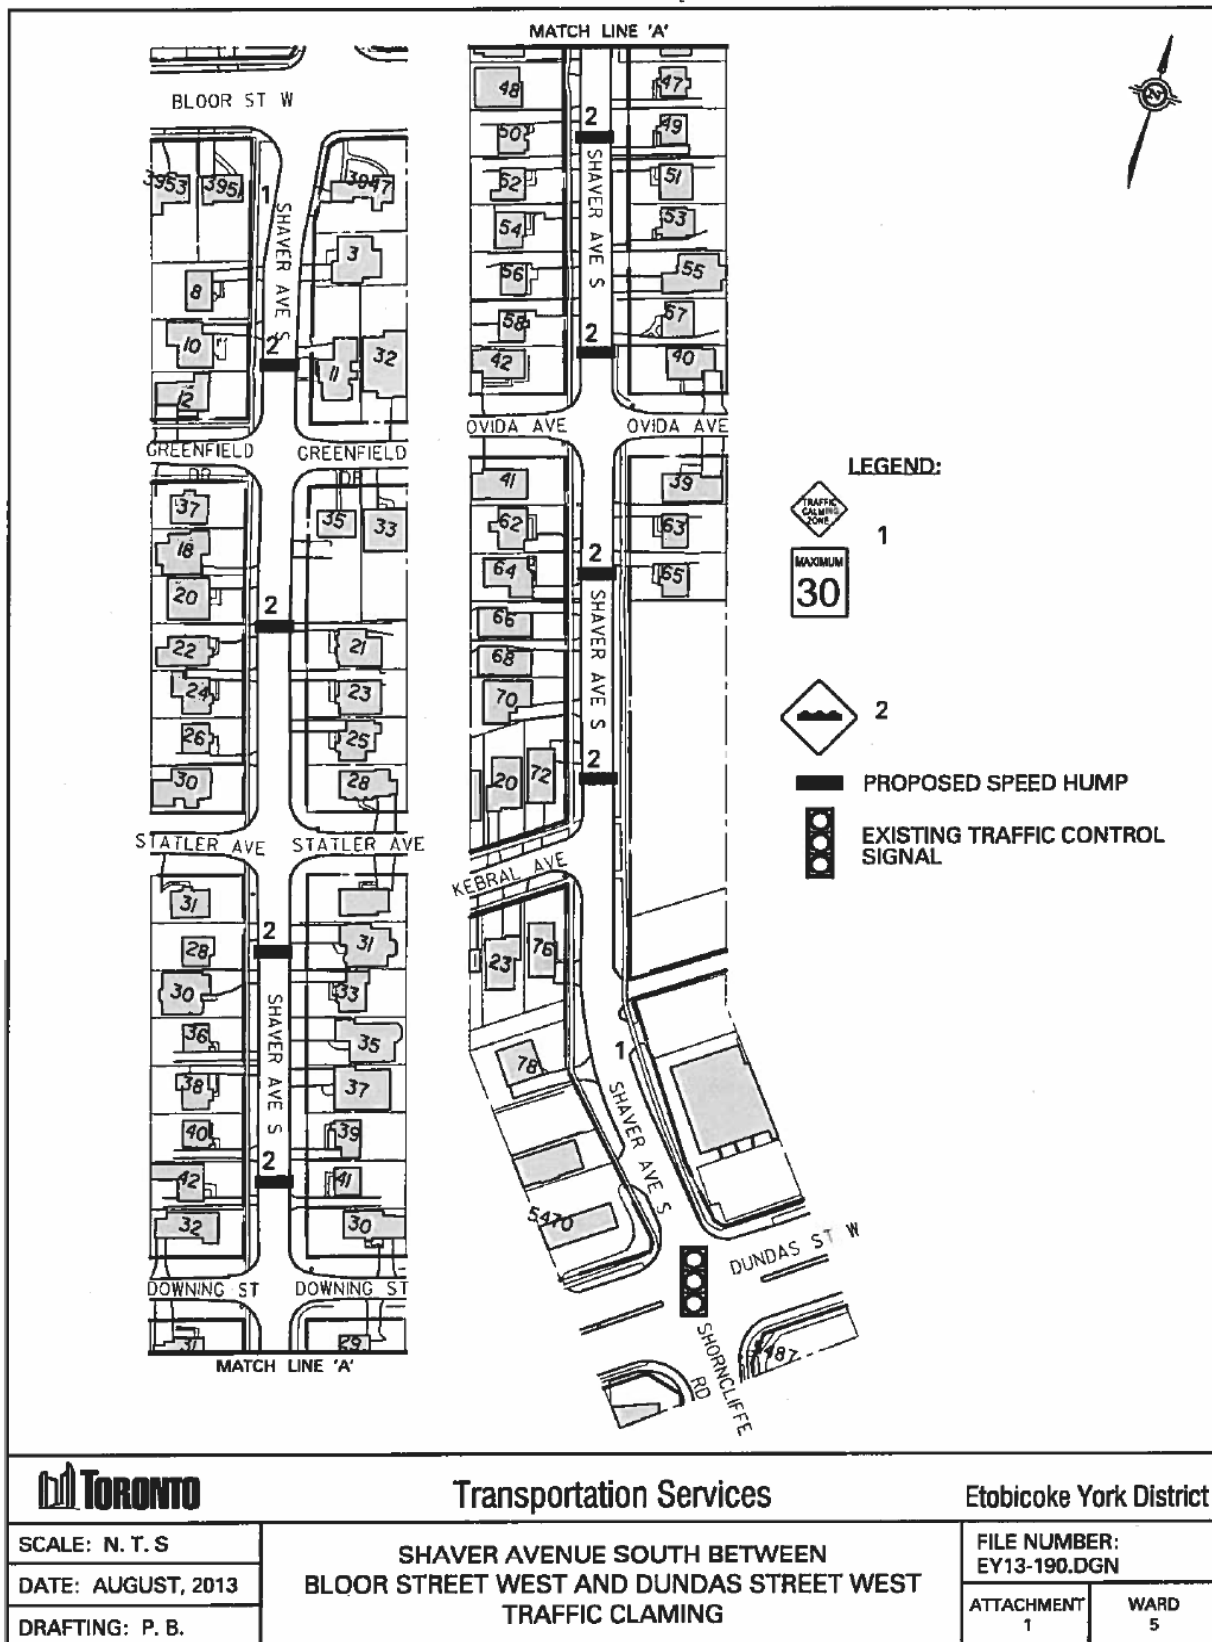 MATCH LINE 'A'
BLOOR ST W
3953
3951
1
3947
SHAVER AVE S
3
8
10
2
11
32
12
GREENFIELD DR
GREENFIELD DR
37
35
33
18
20
2
22
21
24
23
26
25
30
28
STATLER AVE
STATLER AVE
31
2
28
31
30
33
SHAVER AVE S
36
35
38
37
40
39
2
42
41
32
30
DOWNING ST
DOWNING ST
31
29
MATCH LINE 'A'
48
47
2
50
49
SHAVER AVE S
52
51
54
53
56
55
58
57
2
42
40
OVIDA AVE
OVIDA AVE
41
39
62
63
2
64
65
SHAVER AVE S
66
68
70
2
20
72
KEBRAL AVE
23
76
1
78
SHAVER AVE S
5470
DUNDAS ST W
SHORNCLIFFE
RD
487
N
LEGEND:
TRAFFIC
CALMING
ZONE
1
MAXIMUM
30
2
PROPOSED SPEED HUMP
EXISTING TRAFFIC CONTROL
SIGNAL
TORONTO
Transportation Services
Etobicoke York District
SCALE: N. T. S
DATE: AUGUST, 2013
DRAFTING: P. B.
SHAVER AVENUE SOUTH BETWEEN
BLOOR STREET WEST AND DUNDAS STREET WEST
TRAFFIC CLAMING
FILE NUMBER:
EY13-190.DGN
ATTACHMENT
1
WARD
5